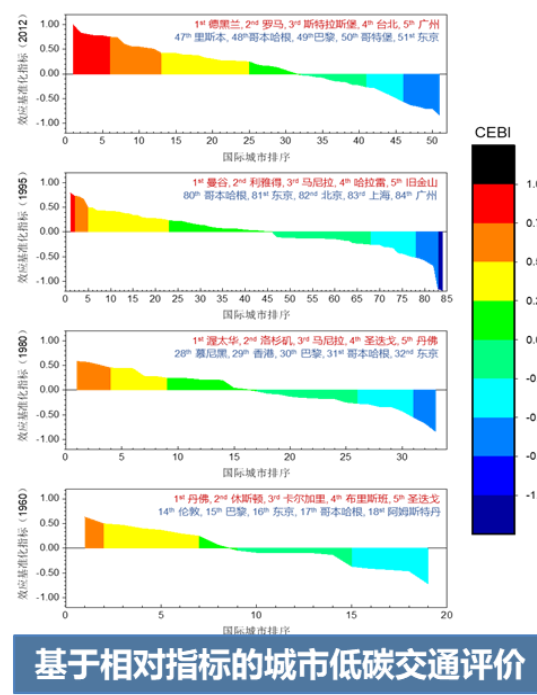 效应基准化指标（2012）
1.00
0.50
0.00
-0.50
-1.00
1st 德黑兰, 2nd 罗马, 3rd 斯特拉斯堡, 4th 台北, 5th 广州
47th 里斯本, 48th哥本哈根, 49th巴黎, 50th 哥特堡, 51st 东京
0 5 10 15 20 25 30 35 40 45 50
国际城市排序
效应基准化指标（1995）
1.00
0.50
0.00
-0.50
-1.00
1st 曼谷, 2nd 利雅得, 3rd 马尼拉, 4th 哈拉雷, 5th 旧金山
80th 哥本哈根, 81st 东京, 82nd 北京, 83rd 上海, 84th 广州
0 5 10 15 20 25 30 35 40 45 50 55 60 65 70 75 80 85
国际城市排序
效应基准化指标（1980）
1.00
0.50
0.00
-0.50
-1.00
1st 渥太华, 2nd 洛杉矶, 3rd 马尼拉, 4th 圣迭戈, 5th 丹佛
28th 慕尼黑, 29th 香港, 30th 巴黎, 31st 哥本哈根, 32nd 东京
0 5 10 15 20 25 30
国际城市排序
效应基准化指标（1960）
1.00
0.50
0.00
-0.50
-1.00
1st 丹佛, 2nd 休斯顿, 3rd 卡尔加里, 4th 布里斯班, 5th 圣迭戈
14th 伦敦, 15th 巴黎, 16th 东京, 17th 哥本哈根, 18st 阿姆斯特丹
0 5 10 15 20
国际城市排序
CEBI
基于相对指标的城市低碳交通评价